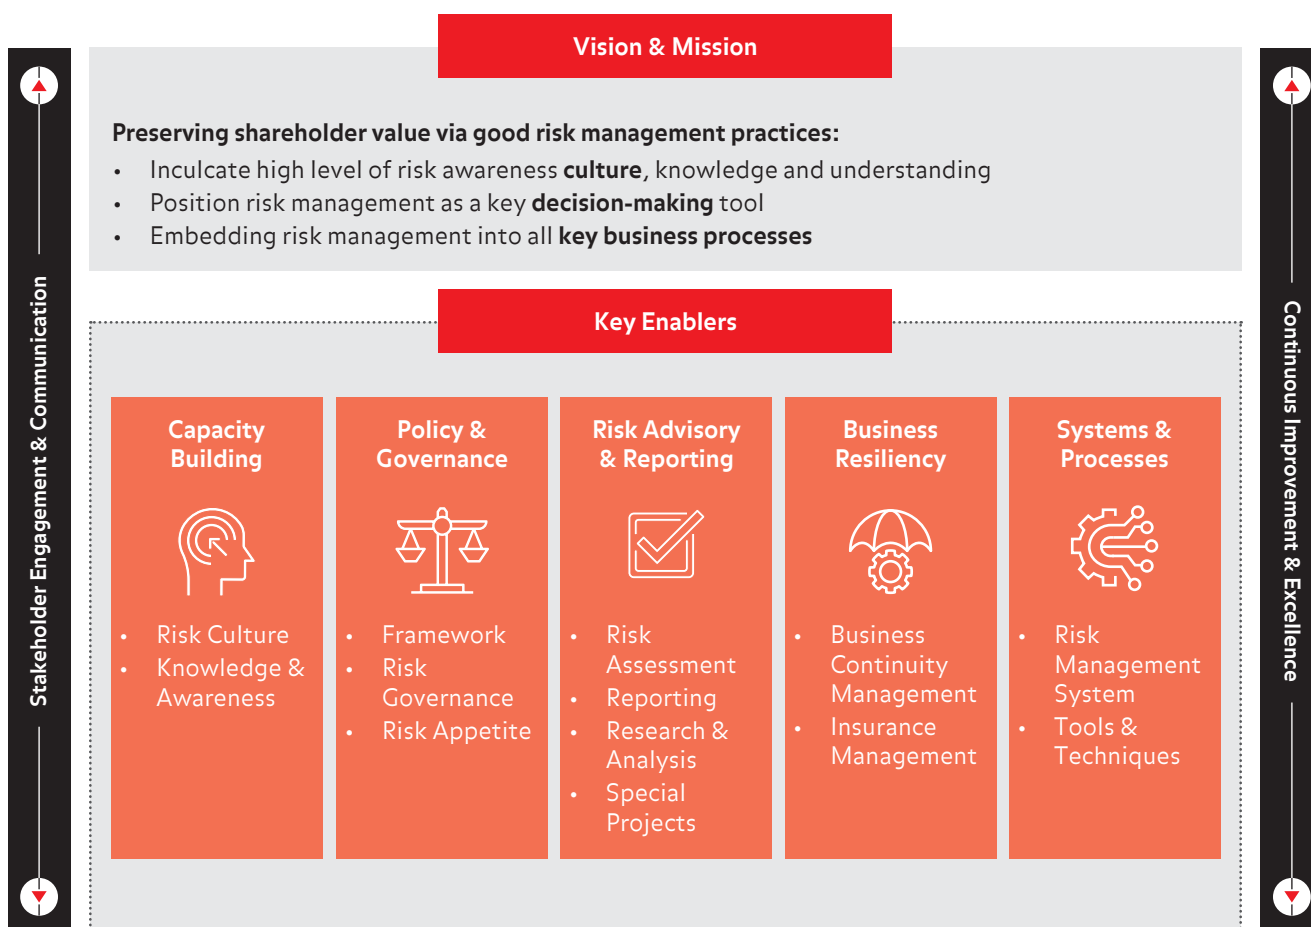 Vision & Mission
Preserving shareholder value via good risk management practices:
• Inculcate high level of risk awareness culture, knowledge and understanding
• Position risk management as a key decision-making tool
• Embedding risk management into all key business processes
Stakeholder Engagement & Communication
Key Enablers
Capacity
Building
• Risk Culture
• Knowledge &
Awareness
Policy &
Governance
• Framework
• Risk
Governance
• Risk Appetite
Risk Advisory
& Reporting
• Risk
Assessment
• Reporting
• Research &
Analysis
• Special
Projects
Business
Resiliency
• Business
Continuity
Management
• Insurance
Management
Systems &
Processes
• Risk
Management
System
• Tools &
Techniques
Continuous Improvement & Excellence